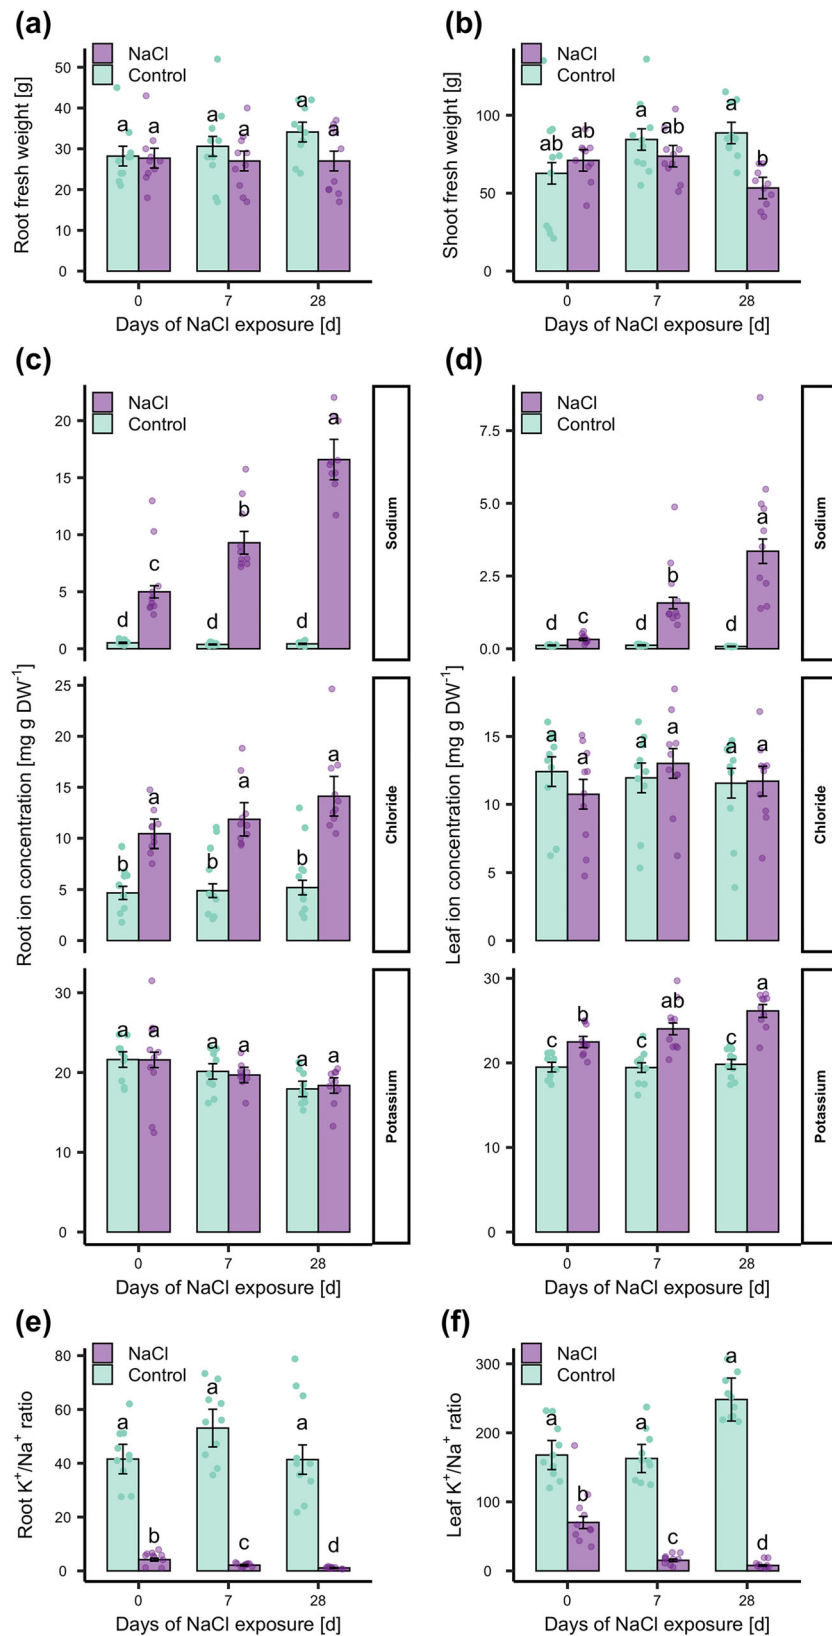 (a)
NaCl
Control
Root fresh weight [g]
50
40
30
20
10
0
a a a a a a
0 7 28
Days of NaCl exposure [d]
(b)
NaCl
Control
Shoot fresh weight [g]
100
50
0
ab ab a ab a b
0 7 28
Days of NaCl exposure [d]
(c)
NaCl
Control
Root ion concentration [mg g DW⁻¹]
20
15
10
5
0
d c d b d a
Sodium
25
20
15
10
5
0
b a b a b a
Chloride
30
20
10
0
a a a a a a
Potassium
0 7 28
Days of NaCl exposure [d]
(d)
NaCl
Control
Leaf ion concentration [mg g DW⁻¹]
7.5
5.0
2.5
0.0
d c d b d a
Sodium
15
10
5
0
a a a a a a
Chloride
30
20
10
0
c b c ab c a
Potassium
0 7 28
Days of NaCl exposure [d]
(e)
NaCl
Control
Root K⁺/Na⁺ ratio
80
60
40
20
0
a b a c a d
0 7 28
Days of NaCl exposure [d]
(f)
NaCl
Control
Leaf K⁺/Na⁺ ratio
300
200
100
0
a b a c a d
0 7 28
Days of NaCl exposure [d]